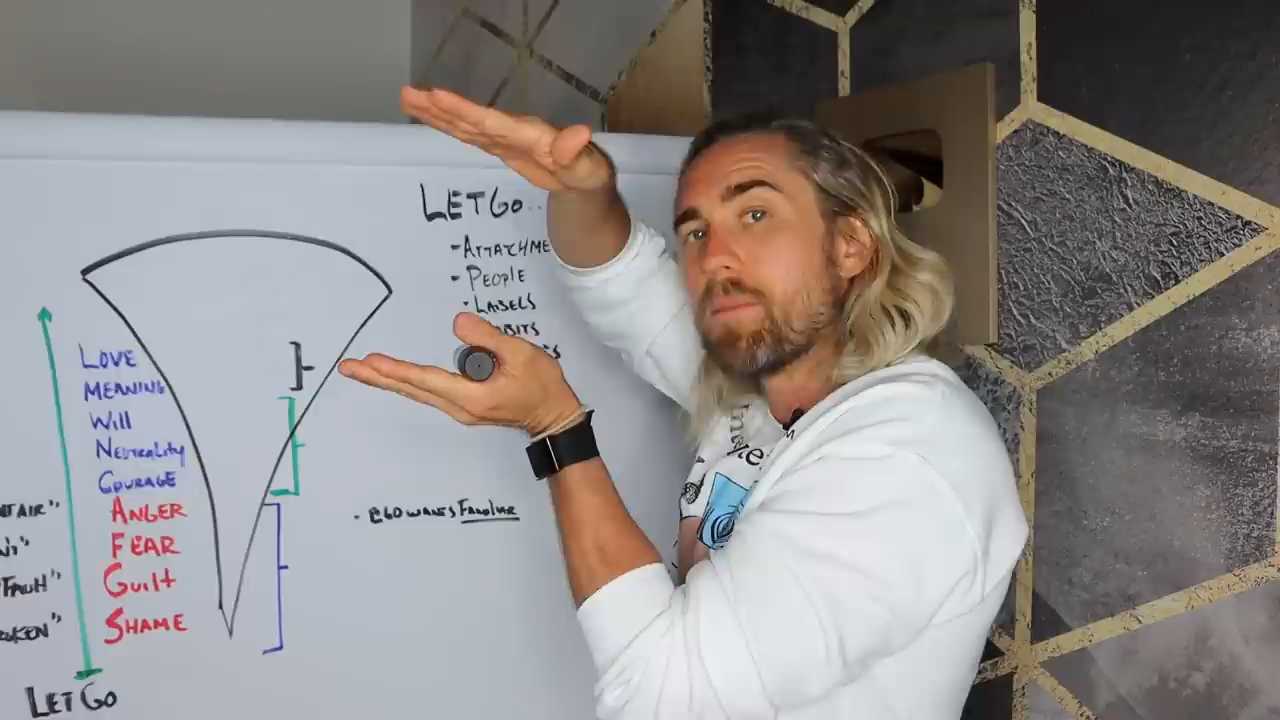 LET GO..
- ATTACHME
- PEOPLE
- LABELS
LOVE
MEANING
Will
NEUTRALITY
COURAGE
ANGER
FEAR
GUILT
SHAME
- EGO WANTS FAMILIAR
LET GO